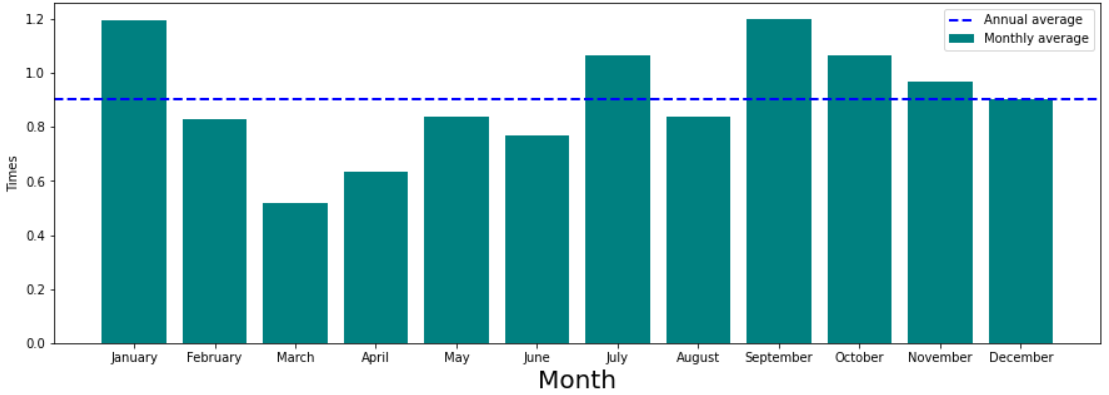 1.2
1.0
0.8
0.6
0.4
0.2
0.0
Times
Annual average
Monthly average
January February March April May June July August September October November December
Month